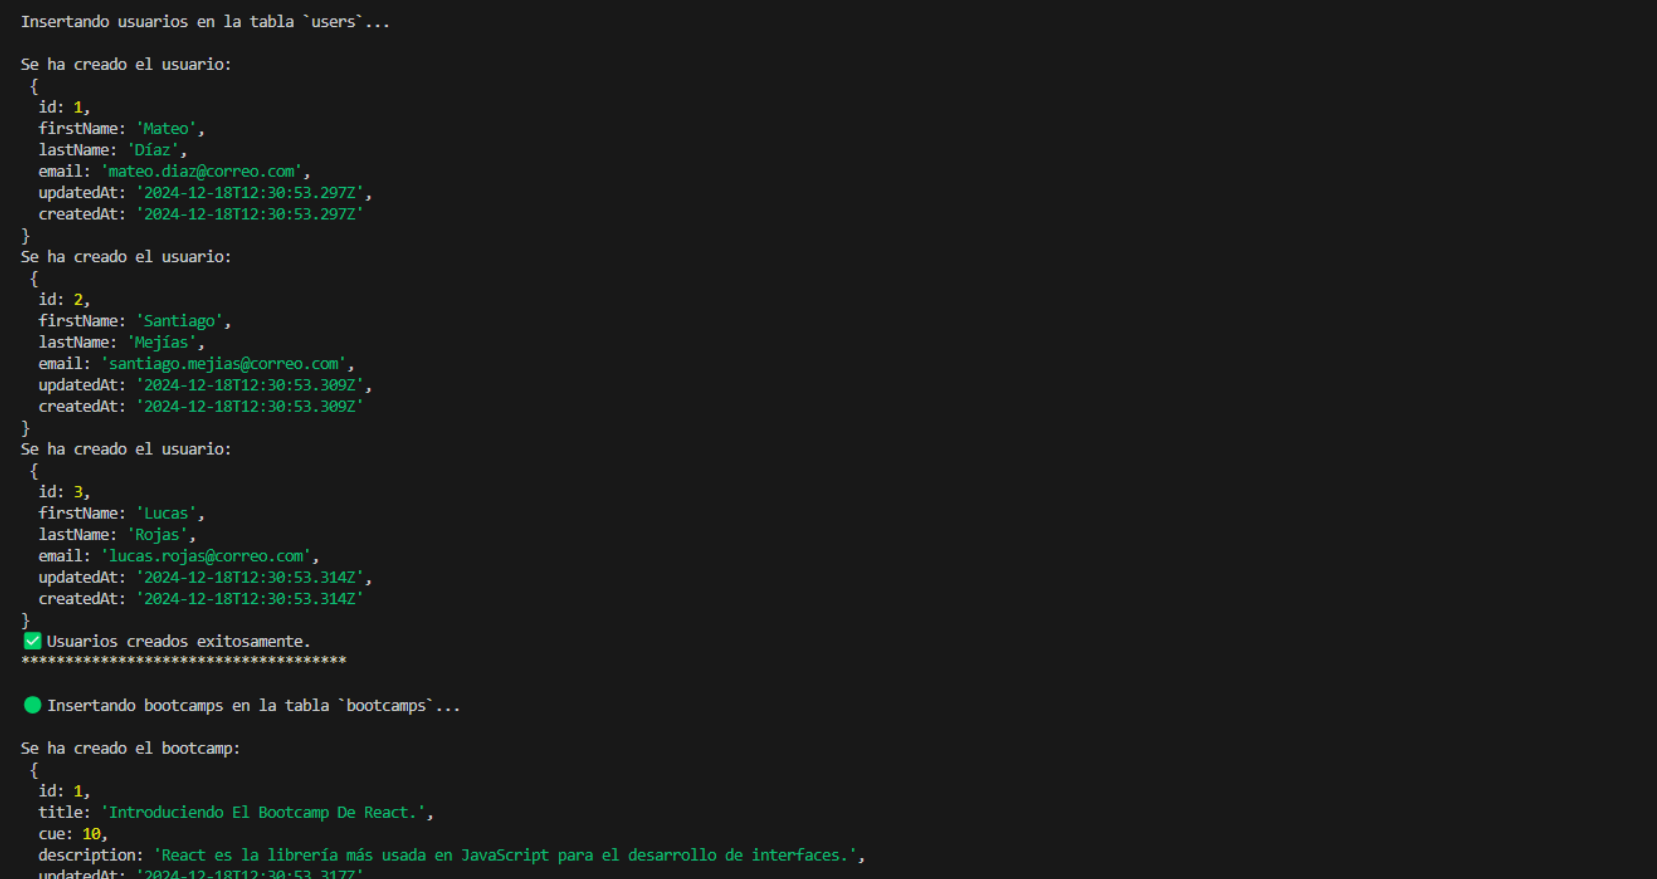 Insertando usuarios en la tabla `users`...
Se ha creado el usuario:
{
id: 1,
firstName: 'Mateo',
lastName: 'Díaz',
email: 'mateo.diaz@correo.com',
updatedAt: '2024-12-18T12:30:53.297Z',
createdAt: '2024-12-18T12:30:53.297Z'
}
Se ha creado el usuario:
{
id: 2,
firstName: 'Santiago',
lastName: 'Mejías',
email: 'santiago.mejias@correo.com',
updatedAt: '2024-12-18T12:30:53.309Z',
createdAt: '2024-12-18T12:30:53.309Z'
}
Se ha creado el usuario:
{
id: 3,
firstName: 'Lucas',
lastName: 'Rojas',
email: 'lucas.rojas@correo.com',
updatedAt: '2024-12-18T12:30:53.314Z',
createdAt: '2024-12-18T12:30:53.314Z'
}
✅ Usuarios creados exitosamente.
*************************************
🟢 Insertando bootcamps en la tabla `bootcamps`...
Se ha creado el bootcamp:
{
id: 1,
title: 'Introduciendo El Bootcamp De React.',
cue: 10,
description: 'React es la librería más usada en JavaScript para el desarrollo de interfaces.',
updatedAt: '2024-12-18T12:30:53.317Z'